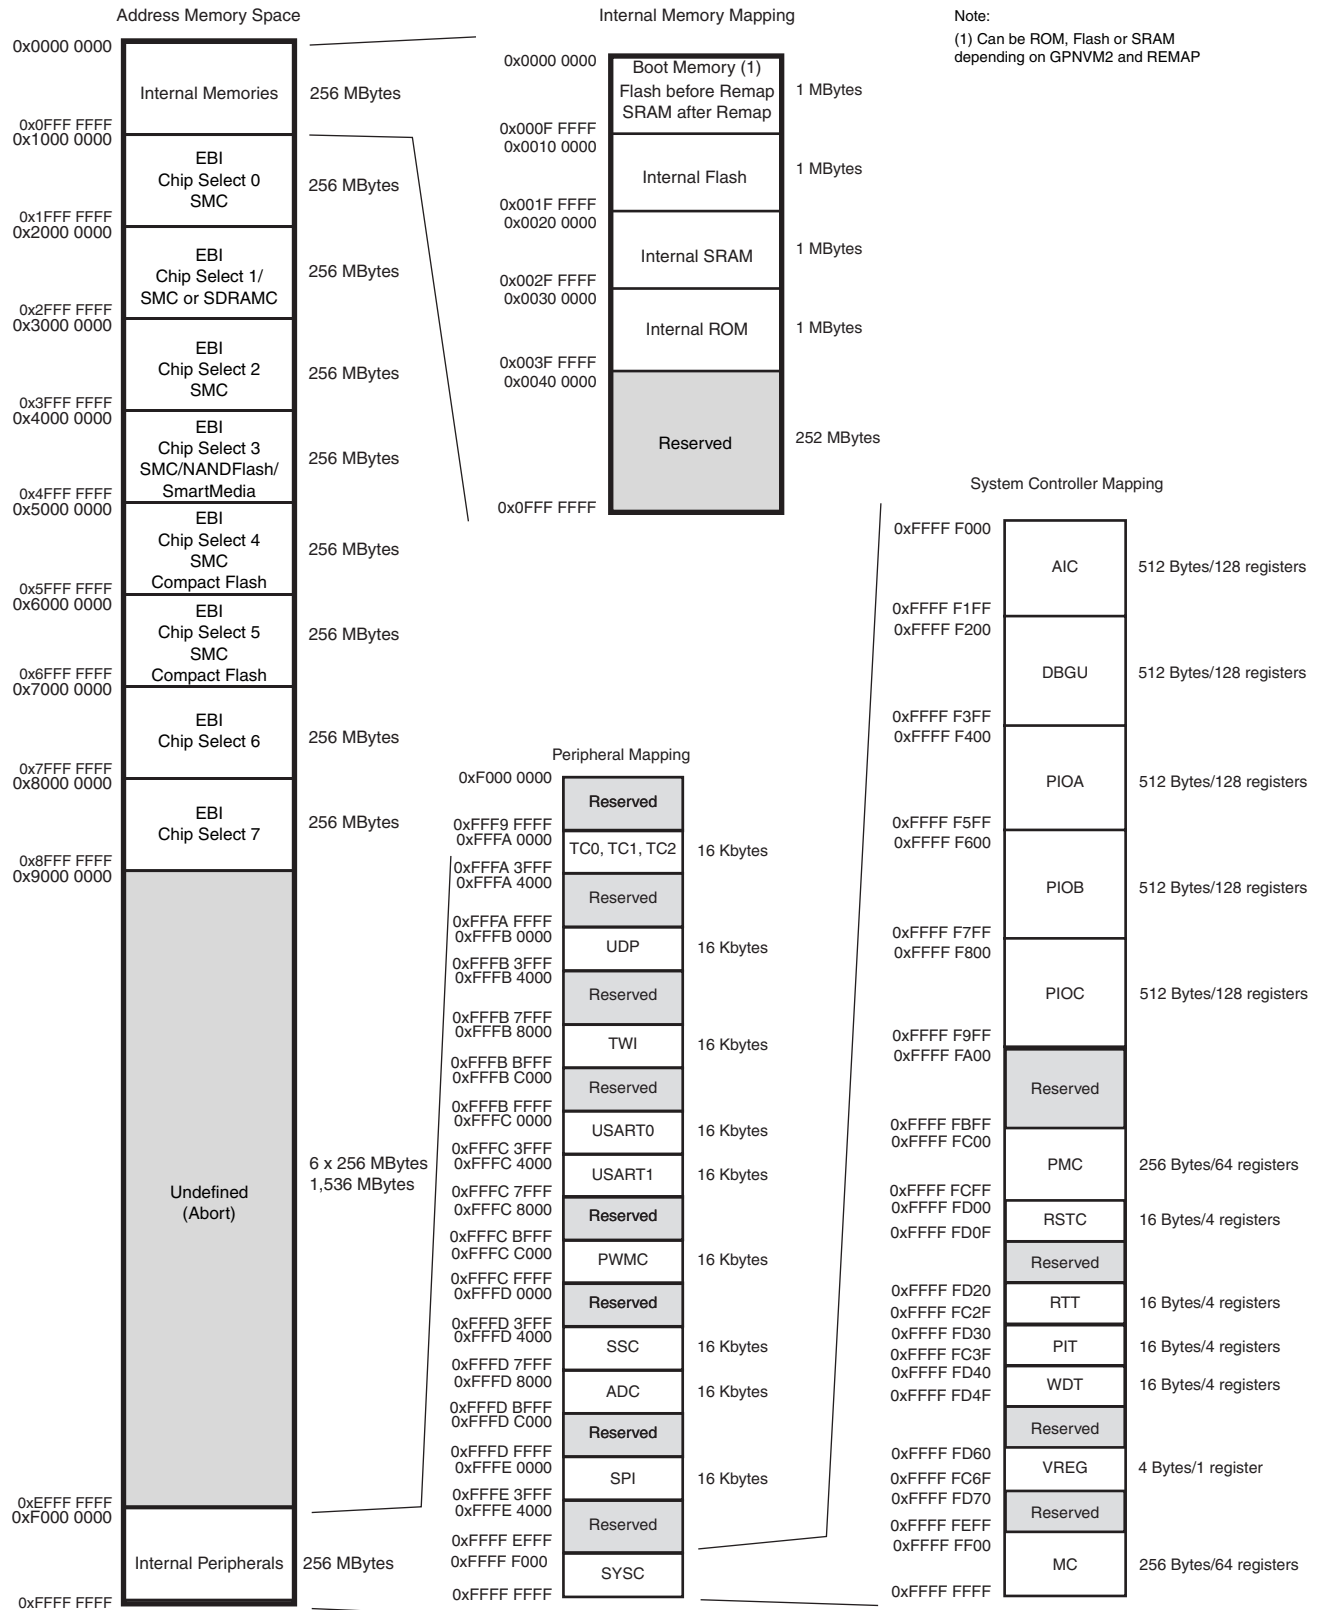 Address Memory Space
0x0000 0000
Internal Memories
256 MBytes
0x0FFF FFFF
0x1000 0000
EBI
Chip Select 0
SMC
256 MBytes
0x1FFF FFFF
0x2000 0000
EBI
Chip Select 1/
SMC or SDRAMC
256 MBytes
0x2FFF FFFF
0x3000 0000
EBI
Chip Select 2
SMC
256 MBytes
0x3FFF FFFF
0x4000 0000
EBI
Chip Select 3
SMC/NANDFlash/
SmartMedia
256 MBytes
0x4FFF FFFF
0x5000 0000
EBI
Chip Select 4
SMC
Compact Flash
256 MBytes
0x5FFF FFFF
0x6000 0000
EBI
Chip Select 5
SMC
Compact Flash
256 MBytes
0x6FFF FFFF
0x7000 0000
EBI
Chip Select 6
256 MBytes
0x7FFF FFFF
0x8000 0000
EBI
Chip Select 7
256 MBytes
0x8FFF FFFF
0x9000 0000
Undefined
(Abort)
6 x 256 MBytes
1,536 MBytes
0xEFFF FFFF
0xF000 0000
Internal Peripherals
256 MBytes
0xFFFF FFFF
Internal Memory Mapping
0x0000 0000
Boot Memory (1)
Flash before Remap
SRAM after Remap
1 MBytes
0x000F FFFF
0x0010 0000
Internal Flash
1 MBytes
0x001F FFFF
0x0020 0000
Internal SRAM
1 MBytes
0x002F FFFF
0x0030 0000
Internal ROM
1 MBytes
0x003F FFFF
0x0040 0000
Reserved
252 MBytes
0x0FFF FFFF
Note:
(1) Can be ROM, Flash or SRAM
depending on GPNVM2 and REMAP
Peripheral Mapping
0xF000 0000
Reserved
0xFFF9 FFFF
0xFFFA 0000
TC0, TC1, TC2
16 Kbytes
0xFFFA 3FFF
0xFFFA 4000
Reserved
0xFFFA FFFF
0xFFFB 0000
UDP
16 Kbytes
0xFFFB 3FFF
0xFFFB 4000
Reserved
0xFFFB 7FFF
0xFFFB 8000
TWI
16 Kbytes
0xFFFB BFFF
0xFFFB C000
Reserved
0xFFFB FFFF
0xFFFC 0000
USART0
16 Kbytes
0xFFFC 3FFF
0xFFFC 4000
USART1
16 Kbytes
0xFFFC 7FFF
0xFFFC 8000
Reserved
0xFFFC BFFF
0xFFFC C000
PWMC
16 Kbytes
0xFFFC FFFF
0xFFFD 0000
Reserved
0xFFFD 3FFF
0xFFFD 4000
SSC
16 Kbytes
0xFFFD 7FFF
0xFFFD 8000
ADC
16 Kbytes
0xFFFD BFFF
0xFFFD C000
Reserved
0xFFFD FFFF
0xFFFE 0000
SPI
16 Kbytes
0xFFFE 3FFF
0xFFFE 4000
Reserved
0xFFFF EFFF
0xFFFF F000
SYSC
0xFFFF FFFF
System Controller Mapping
0xFFFF F000
AIC
512 Bytes/128 registers
0xFFFF F1FF
0xFFFF F200
DBGU
512 Bytes/128 registers
0xFFFF F3FF
0xFFFF F400
PIOA
512 Bytes/128 registers
0xFFFF F5FF
0xFFFF F600
PIOB
512 Bytes/128 registers
0xFFFF F7FF
0xFFFF F800
PIOC
512 Bytes/128 registers
0xFFFF F9FF
0xFFFF FA00
Reserved
0xFFFF FBFF
0xFFFF FC00
PMC
256 Bytes/64 registers
0xFFFF FCFF
0xFFFF FD00
RSTC
16 Bytes/4 registers
0xFFFF FD0F
Reserved
0xFFFF FD20
RTT
16 Bytes/4 registers
0xFFFF FC2F
0xFFFF FD30
PIT
16 Bytes/4 registers
0xFFFF FC3F
0xFFFF FD40
WDT
16 Bytes/4 registers
0xFFFF FD4F
Reserved
0xFFFF FD60
VREG
4 Bytes/1 register
0xFFFF FC6F
0xFFFF FD70
Reserved
0xFFFF FEFF
0xFFFF FF00
MC
256 Bytes/64 registers
0xFFFF FFFF